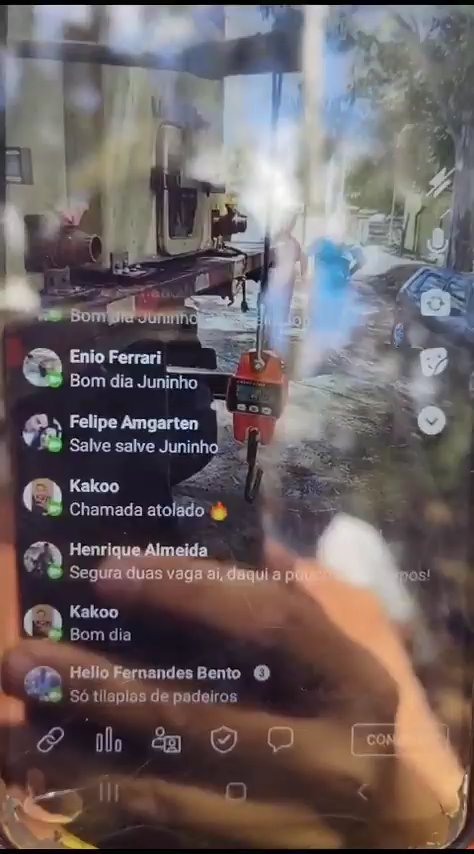 Bom dia Juninho
Enio Ferrari
Bom dia Juninho
Felipe Amgarten
Salve salve Juninho
Kakoo
Chamada atolado 🔥
Henrique Almeida
Segura duas vaga ai, daqui a
Kakoo
Bom dia
Helio Fernandes Bento 3
Só tilapias de padeiros